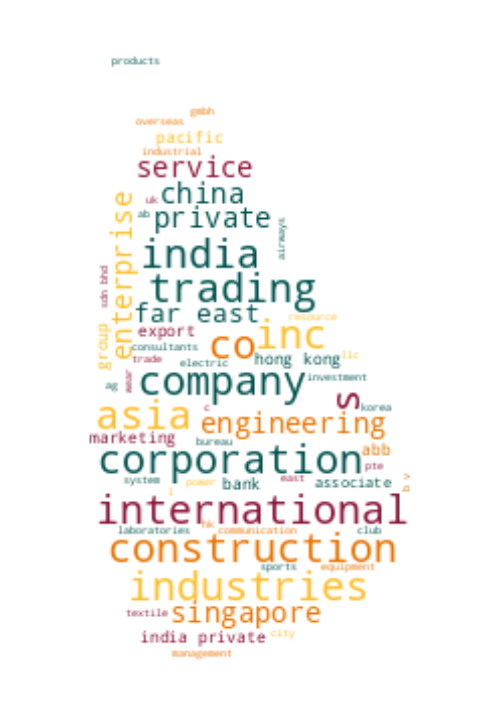 products
gmbh
overseas
pacific
industrial
service
china
uk
ab
private
enterprise
airways
india
sdn bhd
trading
far east
resource
export
inc
group
co
consultants
trade
electric
hong kong
llc
ag
wear
company
investment
s
korea
asia
c
engineering
marketing
bureau
abb
corporation
pte
system
power
bank
east
associate
b v
l
international
laboratories
hk
communication
club
construction
sports
equipment
industries
textile
singapore
india private
city
management